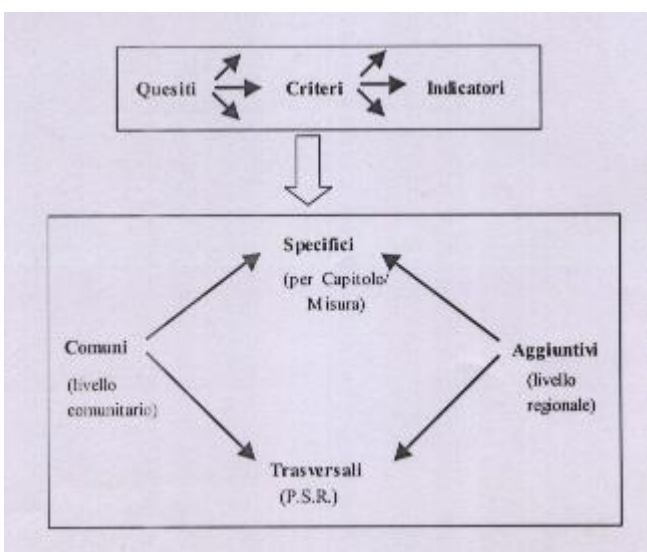 Quesiti Criteri Indicatori
Specifici
(per Capitolo/
Misura)
Comuni
(livello
comunitario)
Aggiuntivi
(livello
regionale)
Trasversali
(P.S.R.)